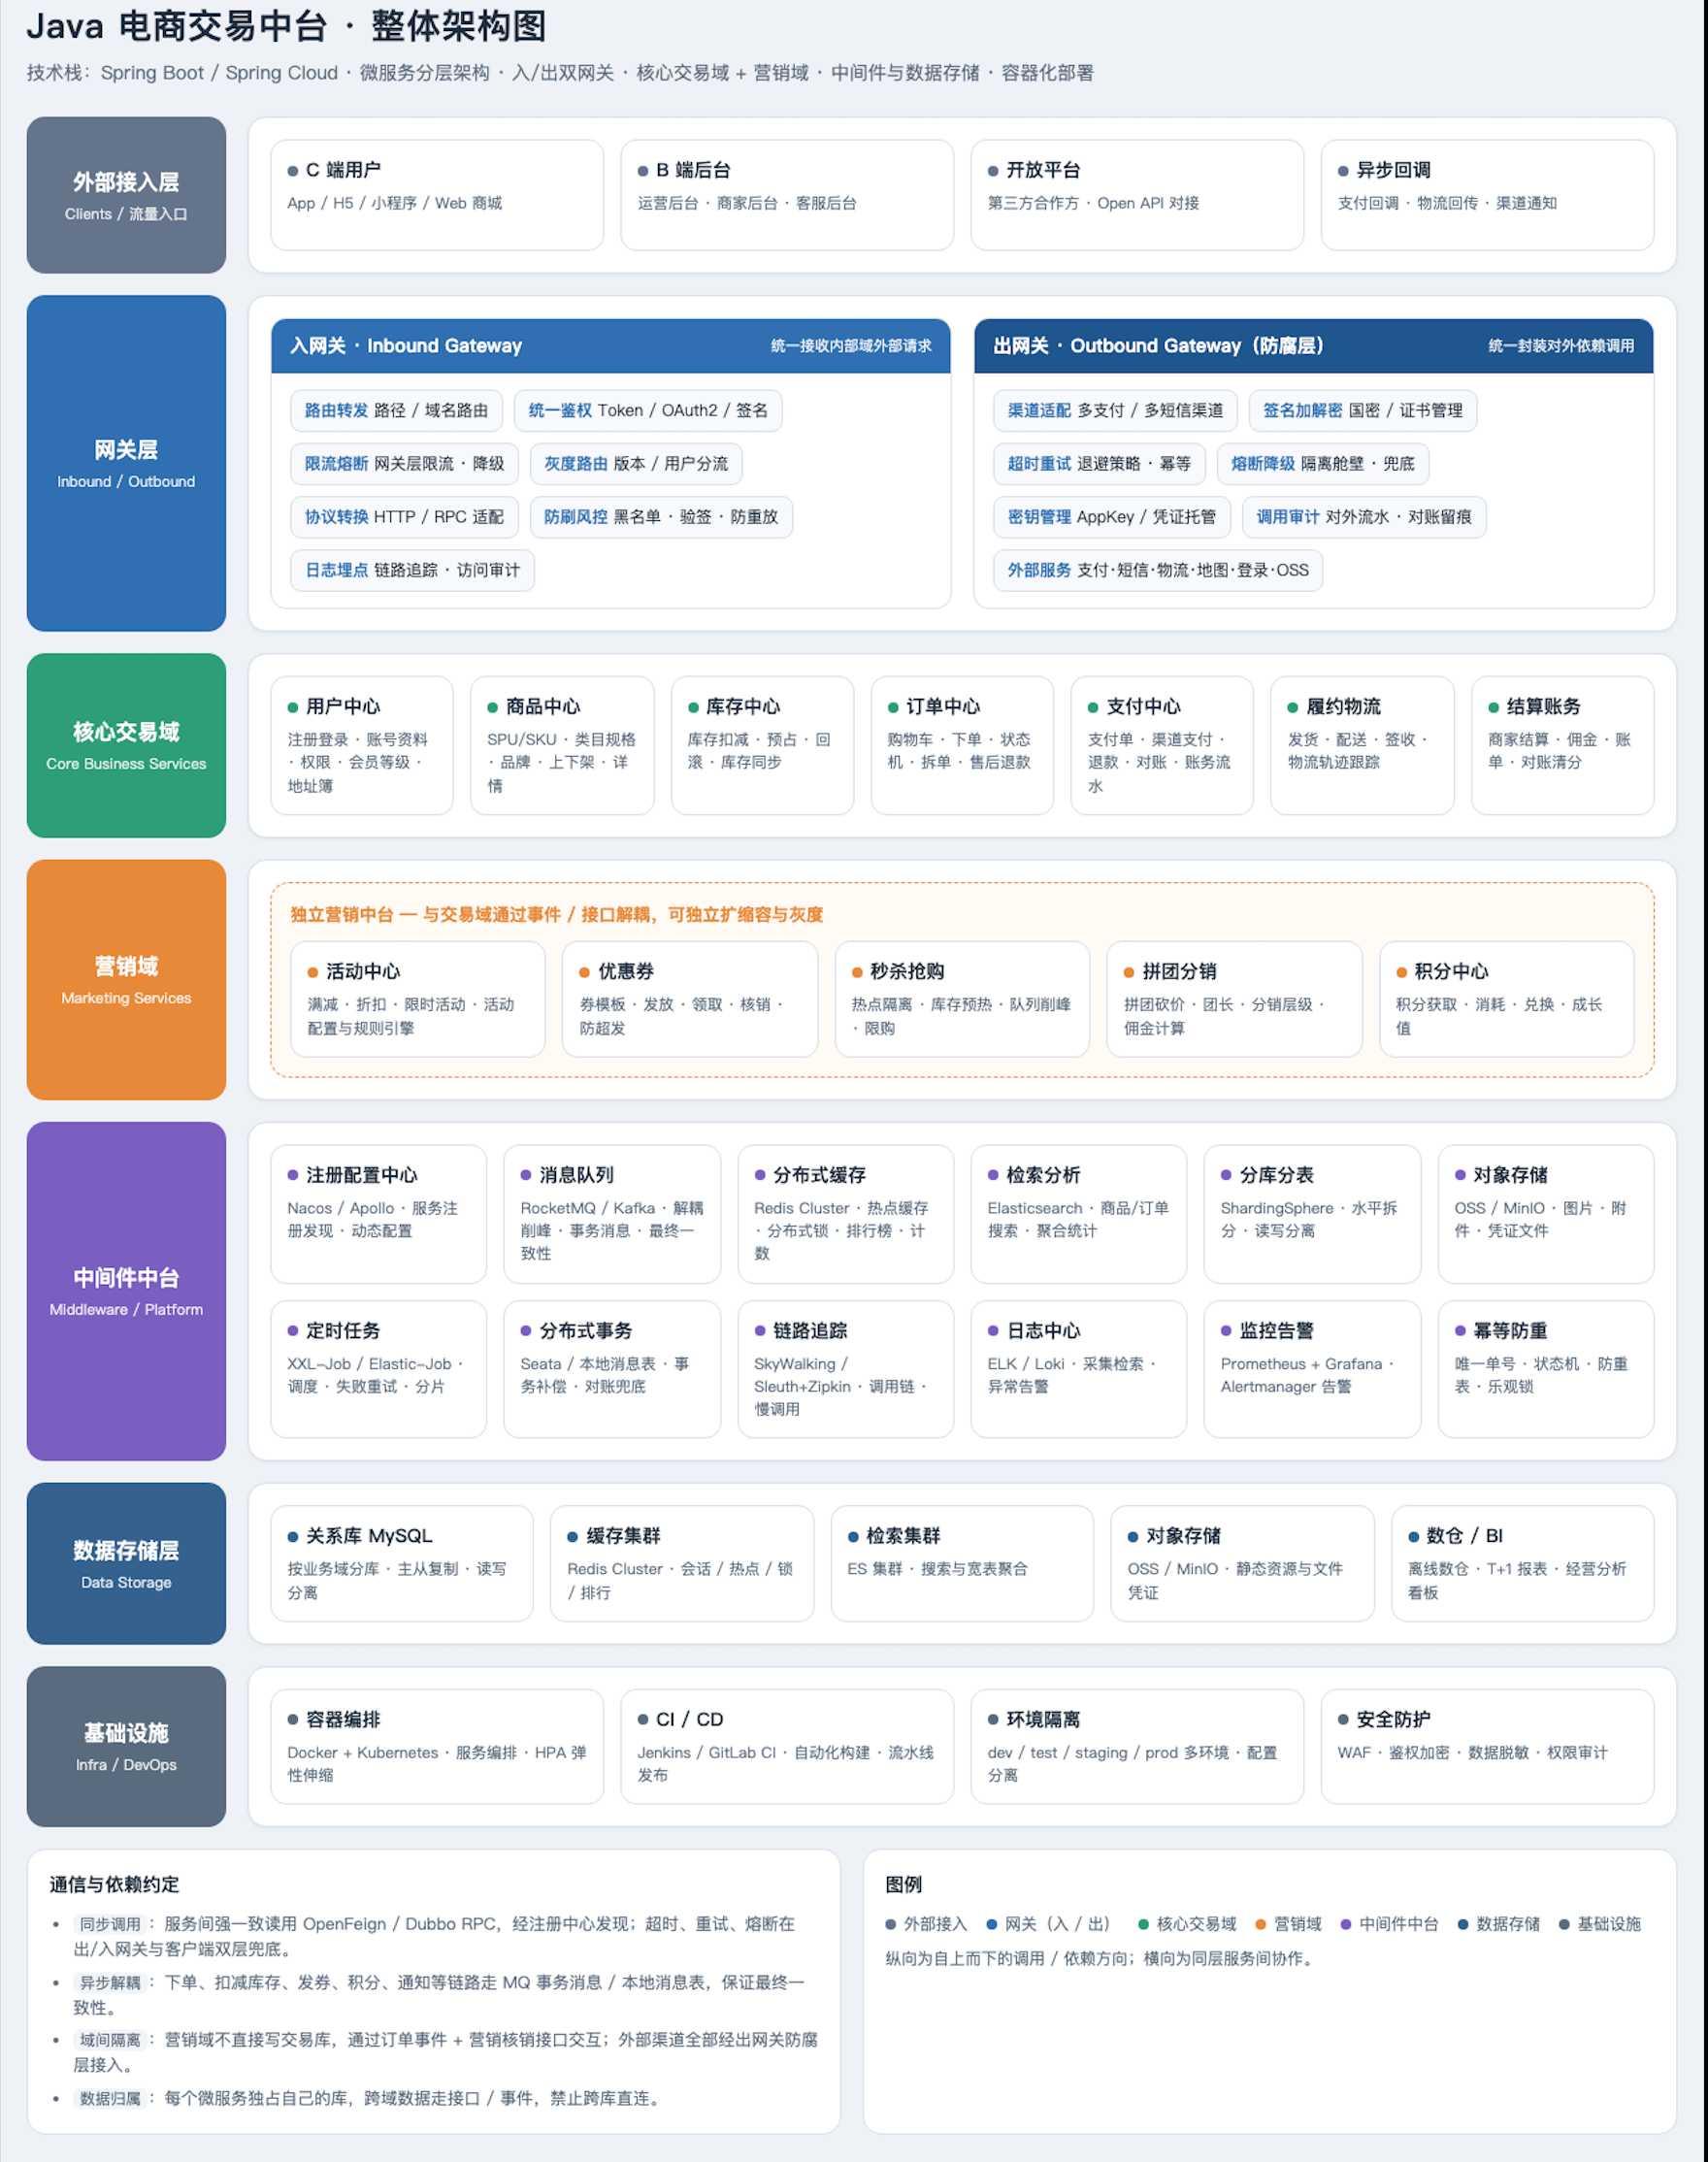 Java 电商交易中台 · 整体架构图
技术栈：Spring Boot / Spring Cloud · 微服务分层架构 · 入/出双网关 · 核心交易域 + 营销域 · 中间件与数据存储 · 容器化部署
外部接入层
Clients / 流量入口
C 端用户
App / H5 / 小程序 / Web 商城
B 端后台
运营后台 · 商家后台 · 客服后台
开放平台
第三方合作方 · Open API 对接
异步回调
支付回调 · 物流回传 · 渠道通知
网关层
Inbound / Outbound
入网关 · Inbound Gateway
统一接收内部域外部请求
路由转发 路径 / 域名路由
统一鉴权 Token / OAuth2 / 签名
限流熔断 网关层限流 · 降级
灰度路由 版本 / 用户分流
协议转换 HTTP / RPC 适配
防刷风控 黑名单 · 验签 · 防重放
日志埋点 链路追踪 · 访问审计
出网关 · Outbound Gateway（防腐层）
统一封装对外依赖调用
渠道适配 多支付 / 多短信渠道
签名加解密 国密 / 证书管理
超时重试 退避策略 · 幂等
熔断降级 隔离舱壁 · 兜底
密钥管理 AppKey / 凭证托管
调用审计 对外流水 · 对账留痕
外部服务 支付·短信·物流·地图·登录·OSS
核心交易域
Core Business Services
用户中心
注册登录 · 账号资料
· 权限 · 会员等级 ·
地址簿
商品中心
SPU/SKU · 类目规格
· 品牌 · 上下架 · 详
情
库存中心
库存扣减 · 预占 · 回
滚 · 库存同步
订单中心
购物车 · 下单 · 状态
机 · 拆单 · 售后退款
支付中心
支付单 · 渠道支付 ·
退款 · 对账 · 账务流
水
履约物流
发货 · 配送 · 签收 ·
物流轨迹跟踪
结算账务
商家结算 · 佣金 · 账
单 · 对账清分
营销域
Marketing Services
独立营销中台 — 与交易域通过事件 / 接口解耦，可独立扩缩容与灰度
活动中心
满减 · 折扣 · 限时活动 · 活动
配置与规则引擎
优惠券
券模板 · 发放 · 领取 · 核销 ·
防超发
秒杀抢购
热点隔离 · 库存预热 · 队列削峰
· 限购
拼团分销
拼团砍价 · 团长 · 分销层级 ·
佣金计算
积分中心
积分获取 · 消耗 · 兑换 · 成长
值
中间件中台
Middleware / Platform
注册配置中心
Nacos / Apollo · 服务注
册发现 · 动态配置
消息队列
RocketMQ / Kafka · 解耦
削峰 · 事务消息 · 最终一
致性
分布式缓存
Redis Cluster · 热点缓存
· 分布式锁 · 排行榜 · 计
数
检索分析
Elasticsearch · 商品/订单
搜索 · 聚合统计
分库分表
ShardingSphere · 水平拆
分 · 读写分离
对象存储
OSS / MinIO · 图片 · 附
件 · 凭证文件
定时任务
XXL-Job / Elastic-Job ·
调度 · 失败重试 · 分片
分布式事务
Seata / 本地消息表 · 事
务补偿 · 对账兜底
链路追踪
SkyWalking /
Sleuth+Zipkin · 调用链 ·
慢调用
日志中心
ELK / Loki · 采集检索 ·
异常告警
监控告警
Prometheus + Grafana ·
Alertmanager 告警
幂等防重
唯一单号 · 状态机 · 防重
表 · 乐观锁
数据存储层
Data Storage
关系库 MySQL
按业务域分库 · 主从复制 · 读写
分离
缓存集群
Redis Cluster · 会话 / 热点 / 锁
/ 排行
检索集群
ES 集群 · 搜索与宽表聚合
对象存储
OSS / MinIO · 静态资源与文件
凭证
数仓 / BI
离线数仓 · T+1 报表 · 经营分析
看板
基础设施
Infra / DevOps
容器编排
Docker + Kubernetes · 服务编排 · HPA 弹
性伸缩
CI / CD
Jenkins / GitLab CI · 自动化构建 · 流水线
发布
环境隔离
dev / test / staging / prod 多环境 · 配置
分离
安全防护
WAF · 鉴权加密 · 数据脱敏 · 权限审计
通信与依赖约定
• 同步调用：服务间强一致读用 OpenFeign / Dubbo RPC，经注册中心发现；超时、重试、熔断在
出/入网关与客户端双层兜底。
• 异步解耦：下单、扣减库存、发券、积分、通知等链路走 MQ 事务消息 / 本地消息表，保证最终一
致性。
• 域间隔离：营销域不直接写交易库，通过订单事件 + 营销核销接口交互；外部渠道全部经出网关防腐
层接入。
• 数据归属：每个微服务独占自己的库，跨域数据走接口 / 事件，禁止跨库直连。
图例
外部接入 网关（入 / 出） 核心交易域 营销域 中间件中台 数据存储 基础设施
纵向为自上而下的调用 / 依赖方向；横向为同层服务间协作。